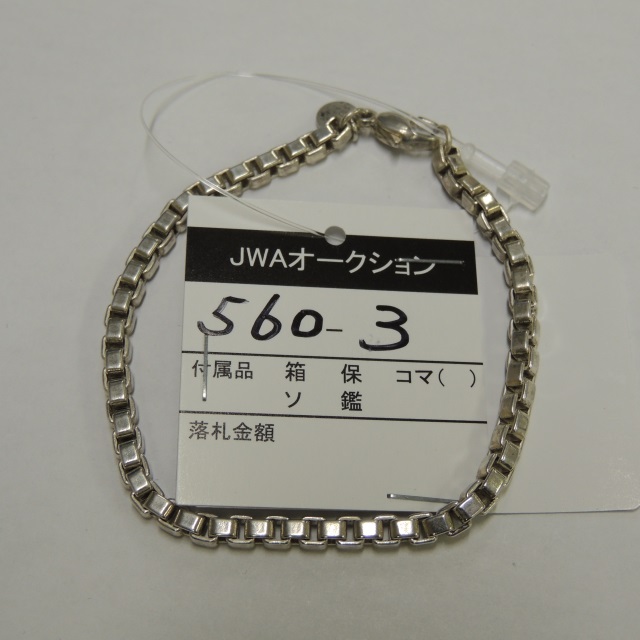 JWAオークション
560-3
付属品 箱 保 コマ( )
ソ 鑑
落札金額